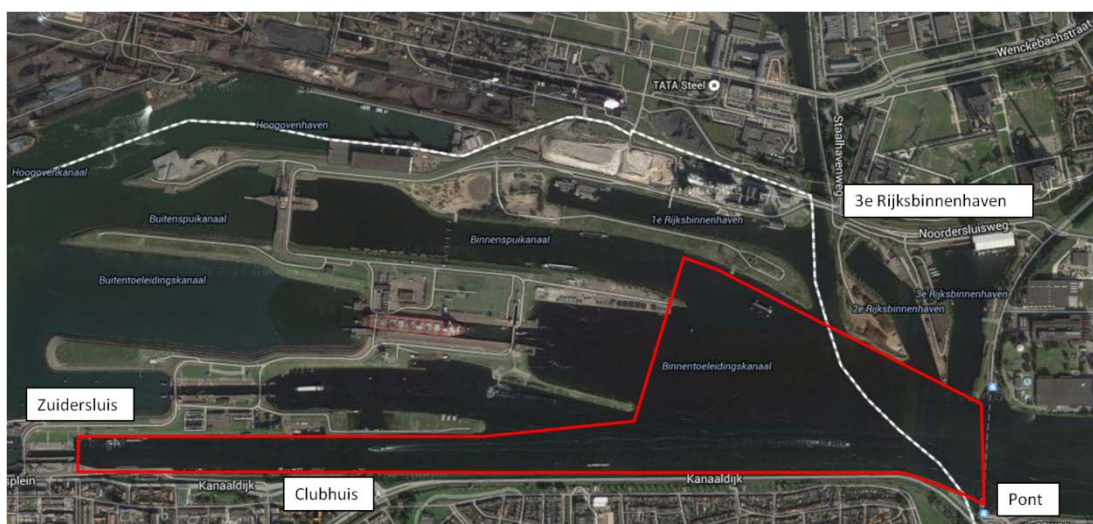 Wenckebachstraat
TATA Steel
Hoogovenhaven
Staalhavenweg
Hoogovenkanaal
3e Rijksbinnenhaven
Buitenspuikanaal
1e Rijksbinnenhaven
Noordersluisweg
Binnenspuikanaal
Buitentoeleidingskanaal
3e Rijksbinnenhaven
2e Rijksbinnenhaven
Binnentoeleidingskanaal
Zuidersluis
splein
Kanaaldijk
Clubhuis
Kanaaldijk
Pont